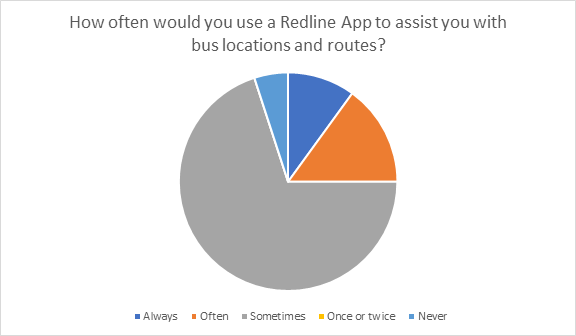 How often would you use a Redline App to assist you with
bus locations and routes?
Always Often Sometimes Once or twice Never